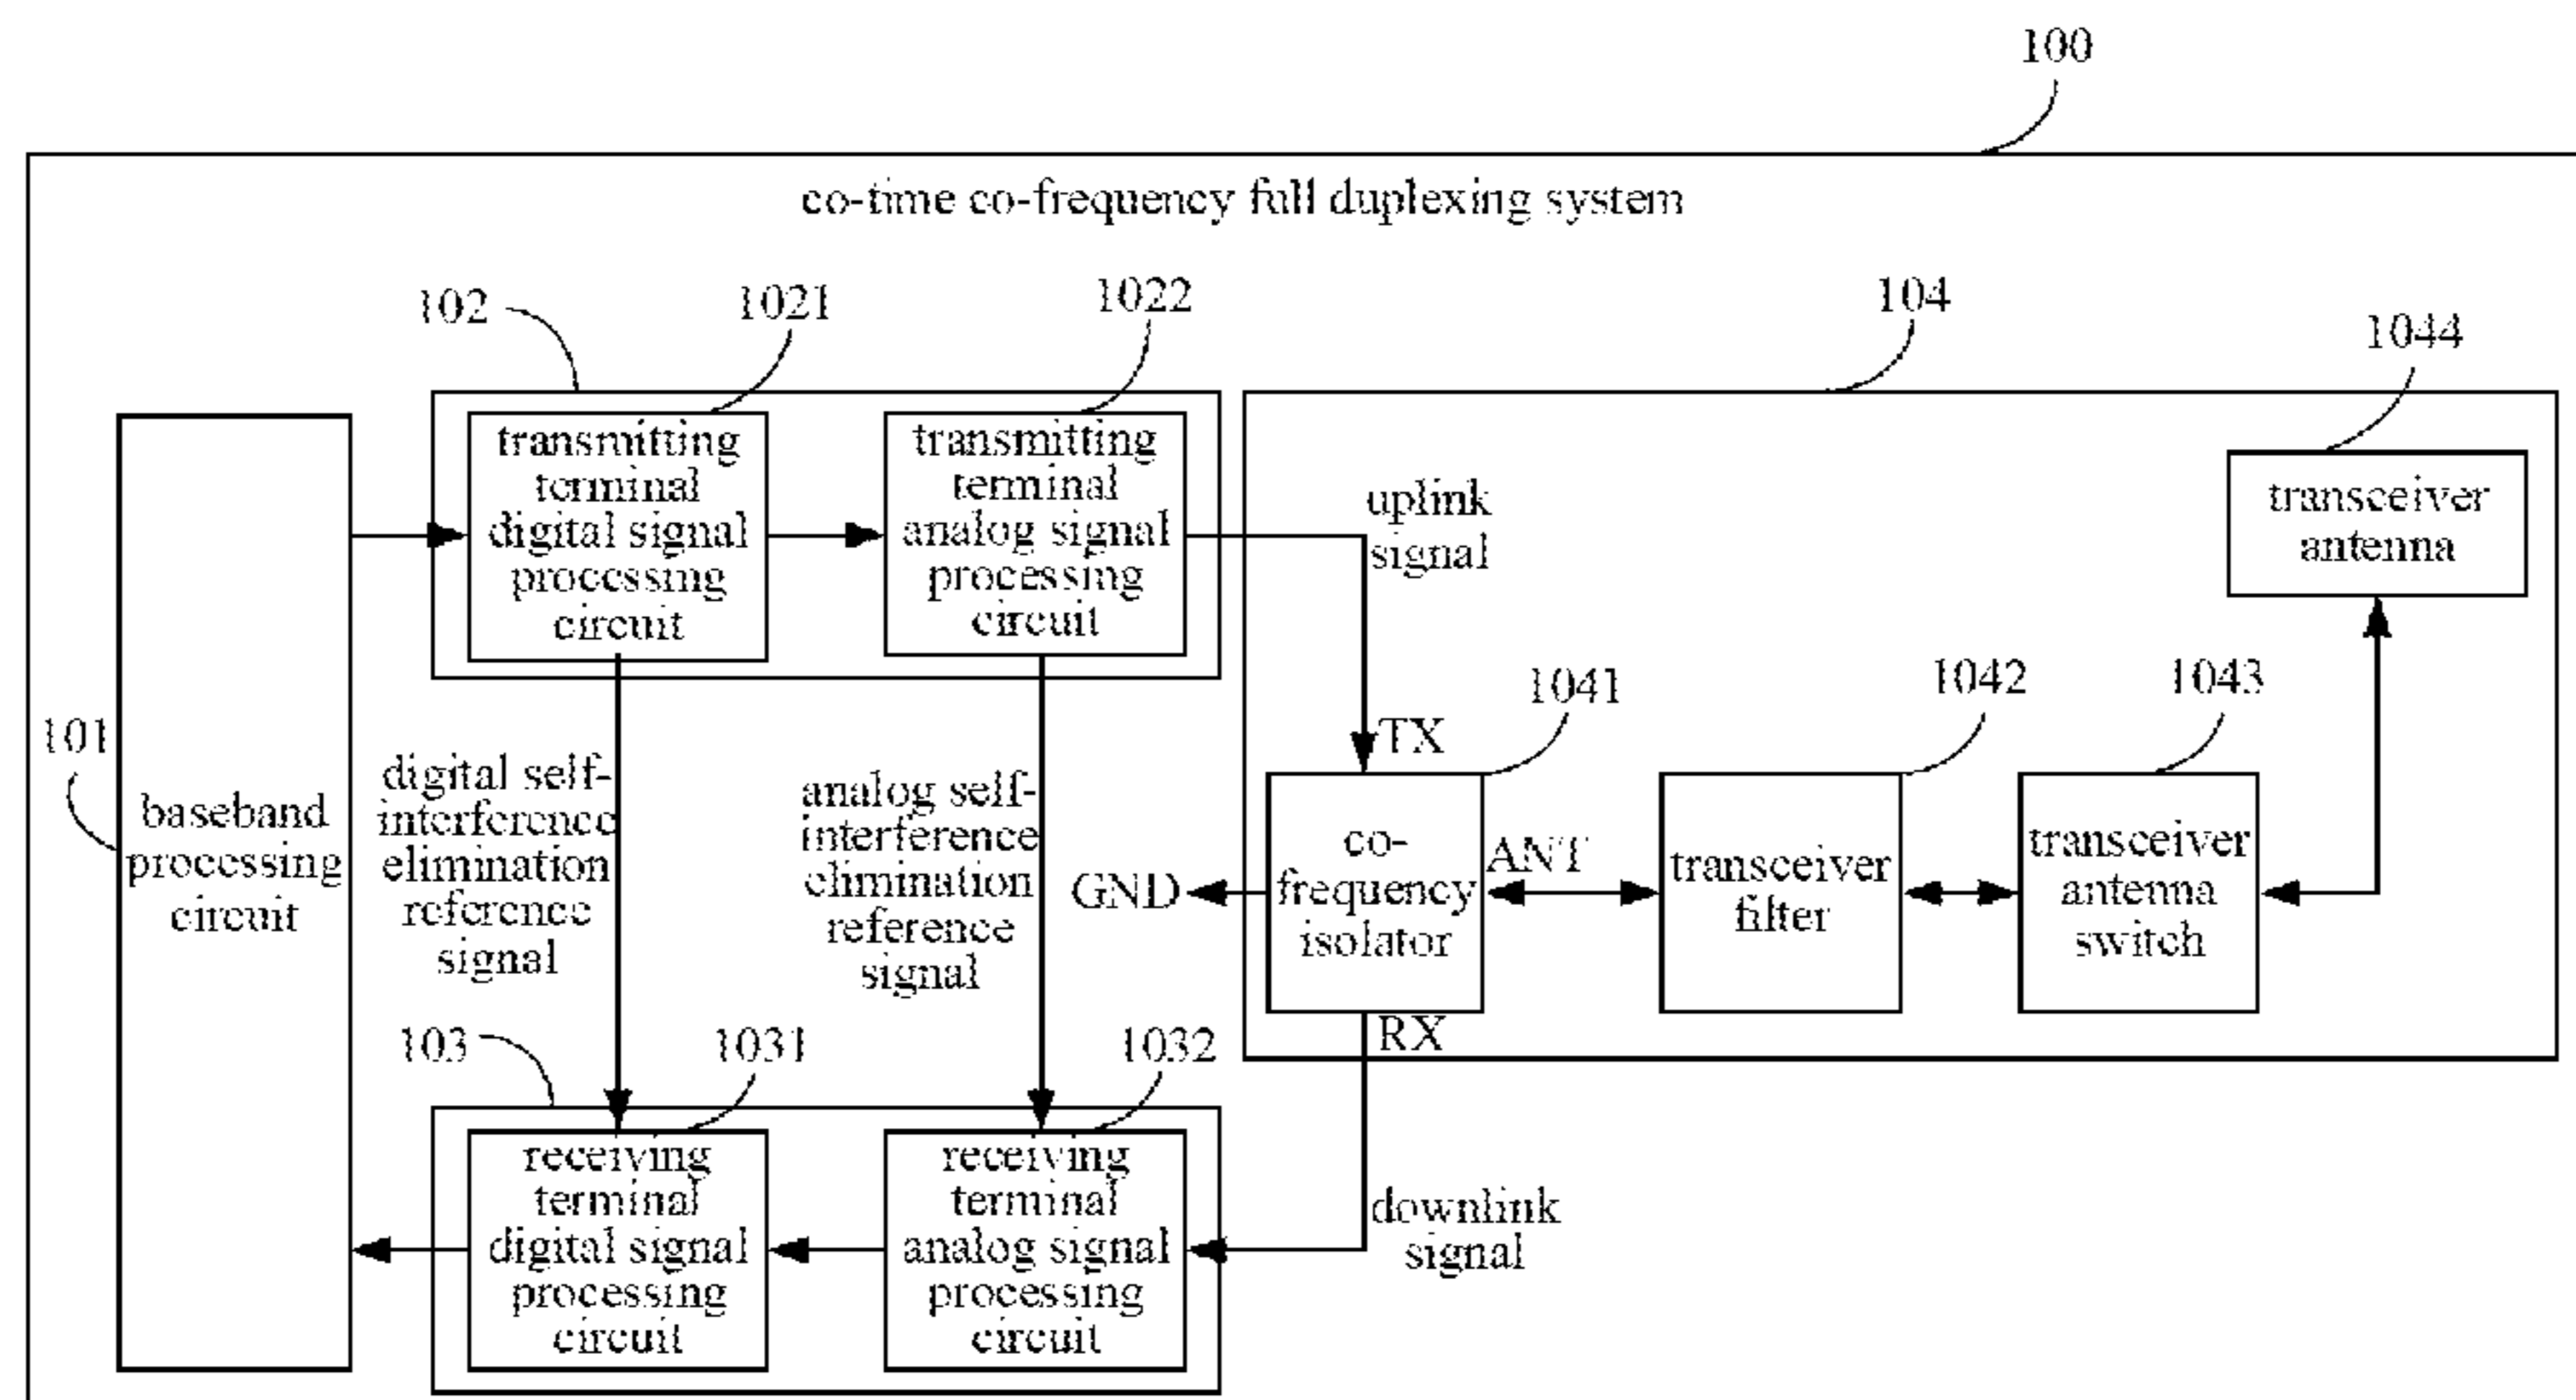 100
co-time co-frequency full duplexing system
102
1021
1022
104
1044
transmitting
terminal
digital signal
processing
circuit
transmitting
terminal
analog signal
processing
circuit
uplink
signal
transceiver
antenna
101
baseband
processing
circuit
digital self-
interference
elimination
reference
signal
analog self-
interference
elimination
reference
signal
TX
1041
1042
1043
GND
co-
frequency
isolator
ANT
transceiver
filter
transceiver
antenna
switch
RX
103
1031
1032
receiving
terminal
digital signal
processing
circuit
receiving
terminal
analog signal
processing
circuit
downlink
signal